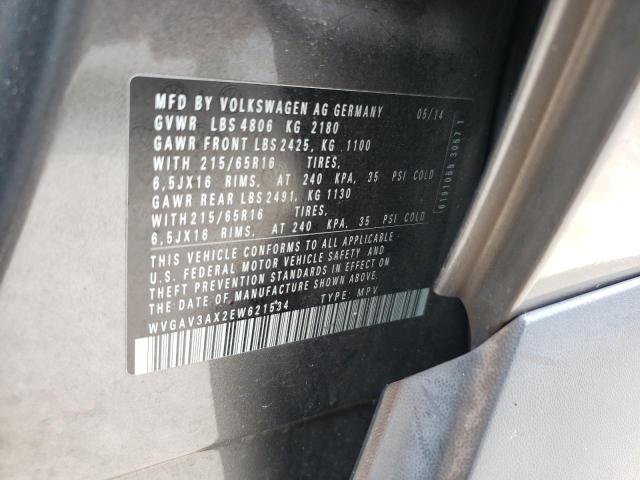 MFD BY VOLKSWAGEN AG GERMANY 05/14
GVWR LBS 4806 KG 2180
GAWR FRONT LBS 2425, KG 1100
WITH 215/65R16 TIRES,
6,5JX16 RIMS, AT 240 KPA, 35 PSI COLD
GAWR REAR LBS 2491, KG 1130
WITH 215/65R16 TIRES,
6,5JX16 RIMS, AT 240 KPA, 35 PSI COLD
THIS VEHICLE CONFORMS TO ALL APPLICABLE
U.S. FEDERAL MOTOR VEHICLE SAFETY AND
THEFT PREVENTION STANDARDS IN EFFECT ON
THE DATE OF MANUFACTURE SHOWN ABOVE.
WVGAV3AX2EW621534 TYPE: MPV